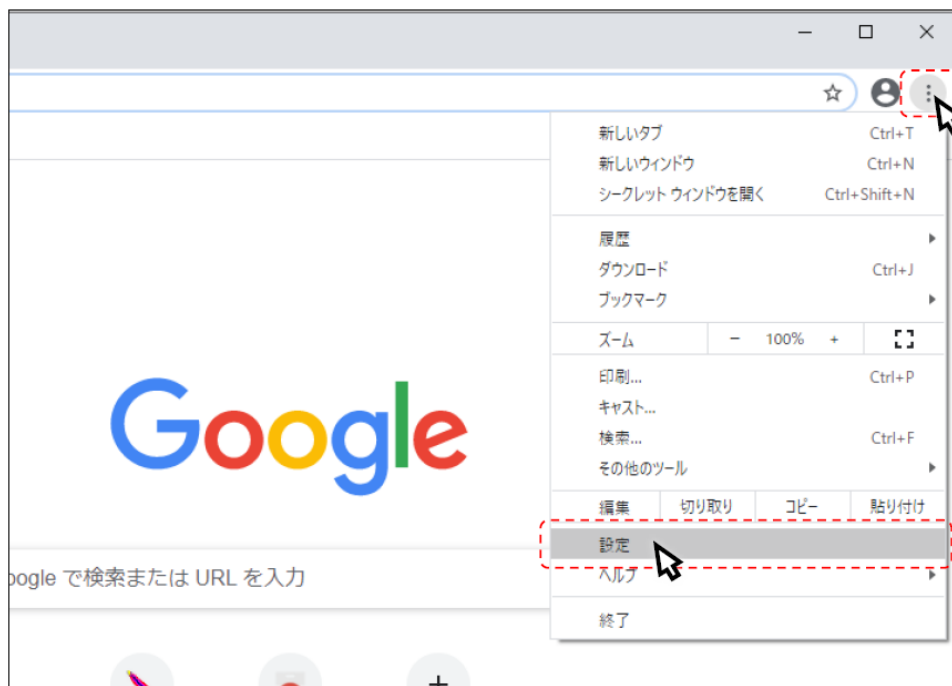 新しいタブ Ctrl+T
新しいウィンドウ Ctrl+N
シークレット ウィンドウを開く Ctrl+Shift+N
履歴
ダウンロード Ctrl+J
ブックマーク
ズーム − 100% +
印刷... Ctrl+P
キャスト...
検索... Ctrl+F
その他のツール
編集 切り取り コピー 貼り付け
設定
ヘルプ
終了
Google
oogle で検索または URL を入力